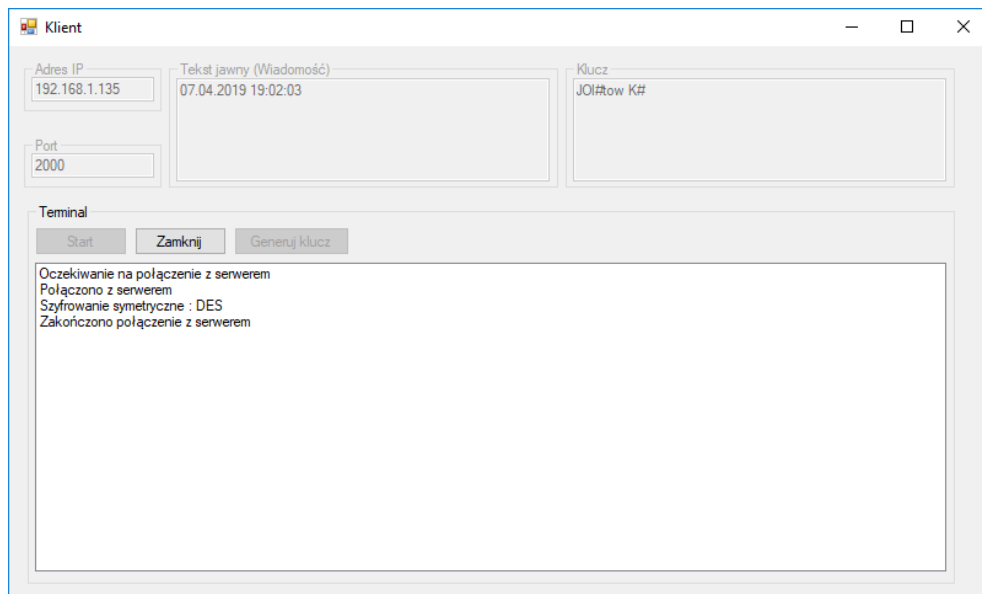 Klient
Adres IP
192.168.1.135
Tekst jawny (Wiadomość)
07.04.2019 19:02:03
Klucz
JOI#tow K#
Port
2000
Terminal
Start
Zamknij
Generuj klucz
Oczekiwanie na połączenie z serwerem
Połączono z serwerem
Szyfrowanie symetryczne : DES
Zakończono połączenie z serwerem